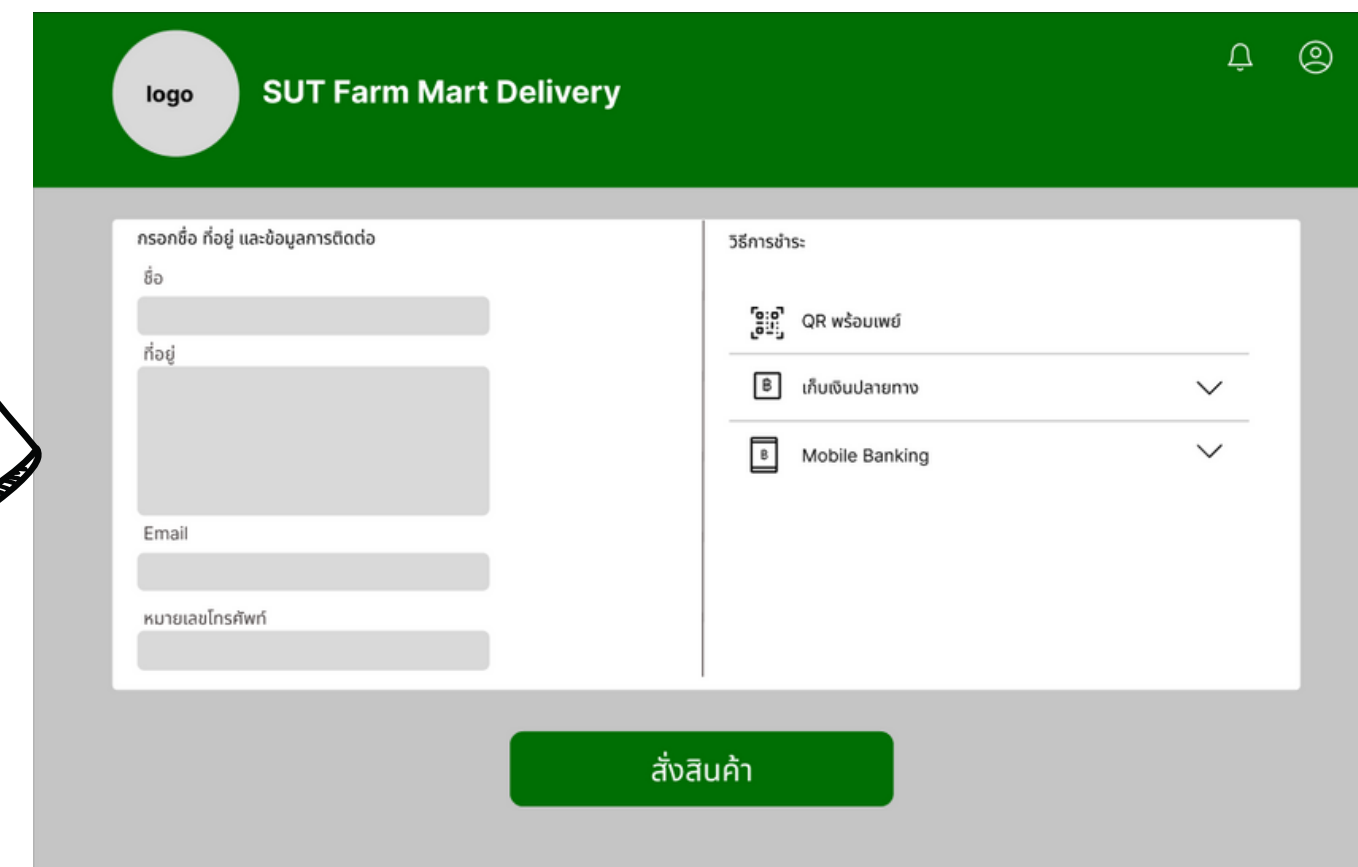 logo
SUT Farm Mart Delivery
กรอกชื่อ ที่อยู่ และข้อมูลการติดต่อ
ชื่อ
ที่อยู่
Email
หมายเลขโทรศัพท์
วิธีการชำระ
QR พร้อมเพย์
฿ เก็บเงินปลายทาง
฿ Mobile Banking
สั่งสินค้า